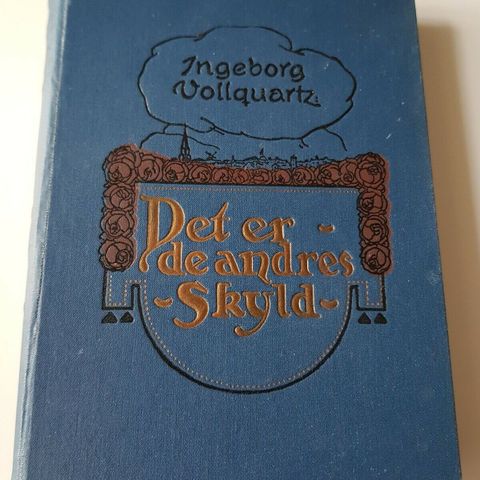 Ingeborg
Vollquartz.
Det er -
- de andres
- Skyld -